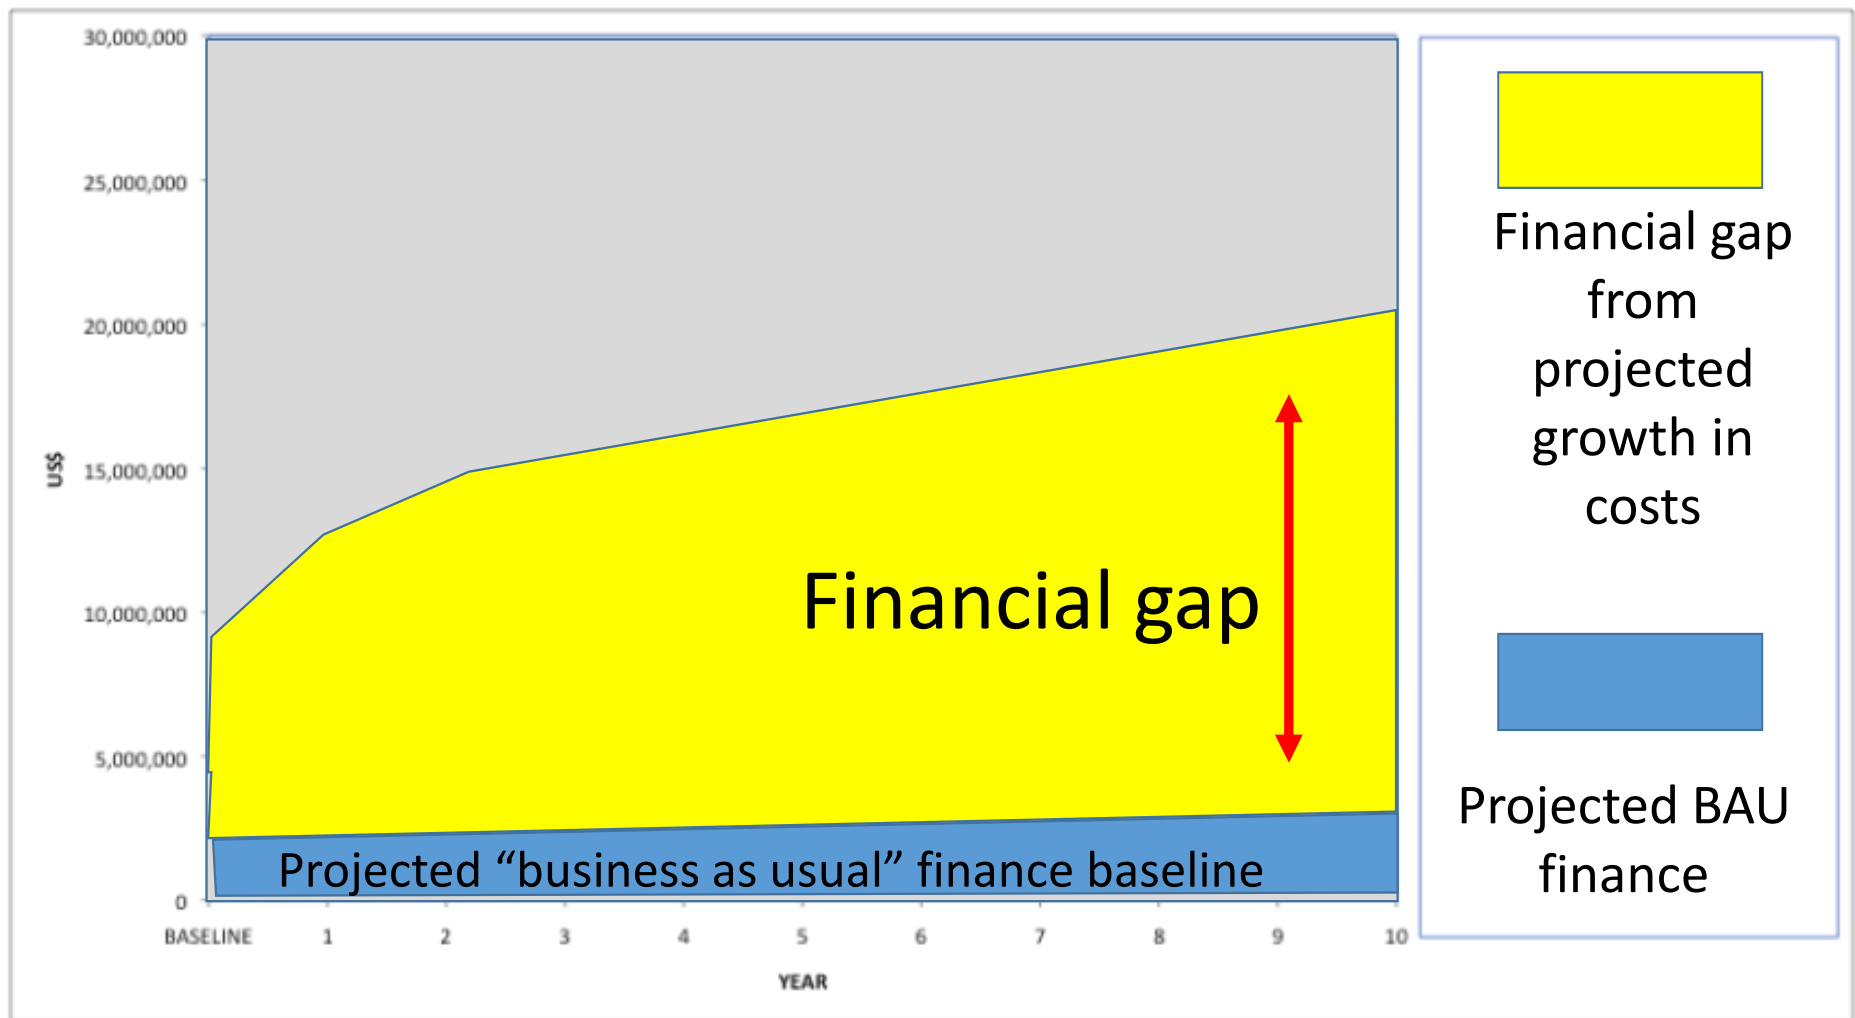 30,000,000
25,000,000
20,000,000
15,000,000
10,000,000
5,000,000
0
US$
BASELINE 1 2 3 4 5 6 7 8 9 10
YEAR
Financial gap
Projected “business as usual” finance baseline
Financial gap
from
projected
growth in
costs
Projected BAU
finance